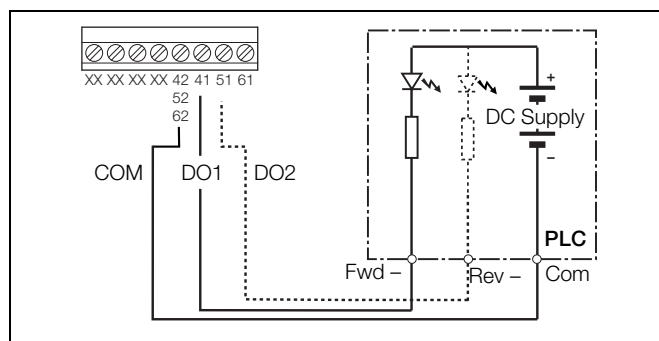 XX XX XX XX 42 41 51 61
52
62
+
DC Supply
–
COM DO1 DO2
PLC
Fwd – Rev – Com